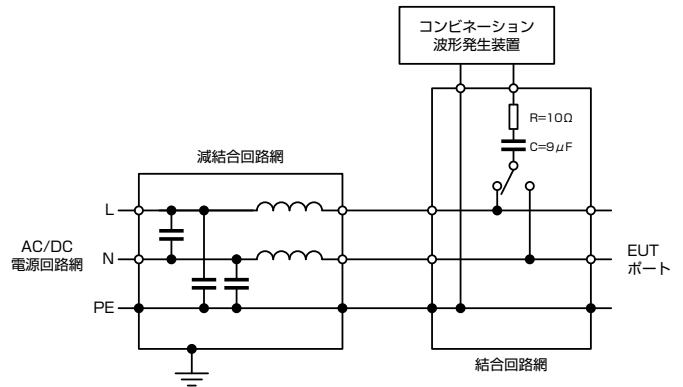 コンビネーション
波形発生装置
R=10Ω
C=9μF
減結合回路網
L
AC/DC
電源回路網
N
PE
EUT
ポート
結合回路網